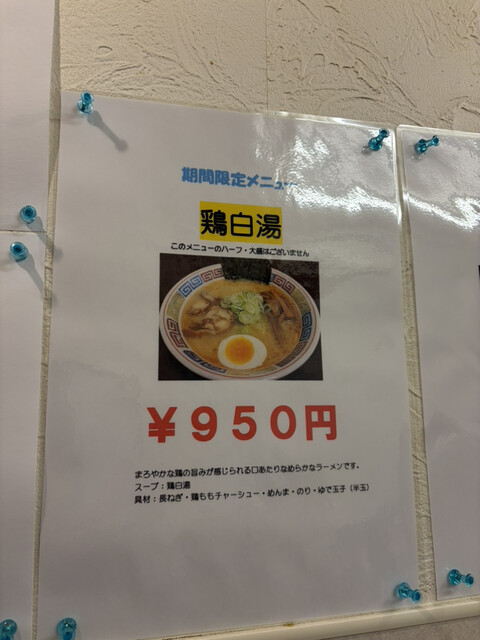 期間限定メニュー
鶏白湯
このメニューのハーフ・大盛はございません
¥950円
まろやかな鶏の旨みが感じられる口あたりなめらかなラーメンです。
スープ：鶏白湯
具材：長ねぎ・鶏ももチャーシュー・めんま・のり・ゆで玉子（半玉）